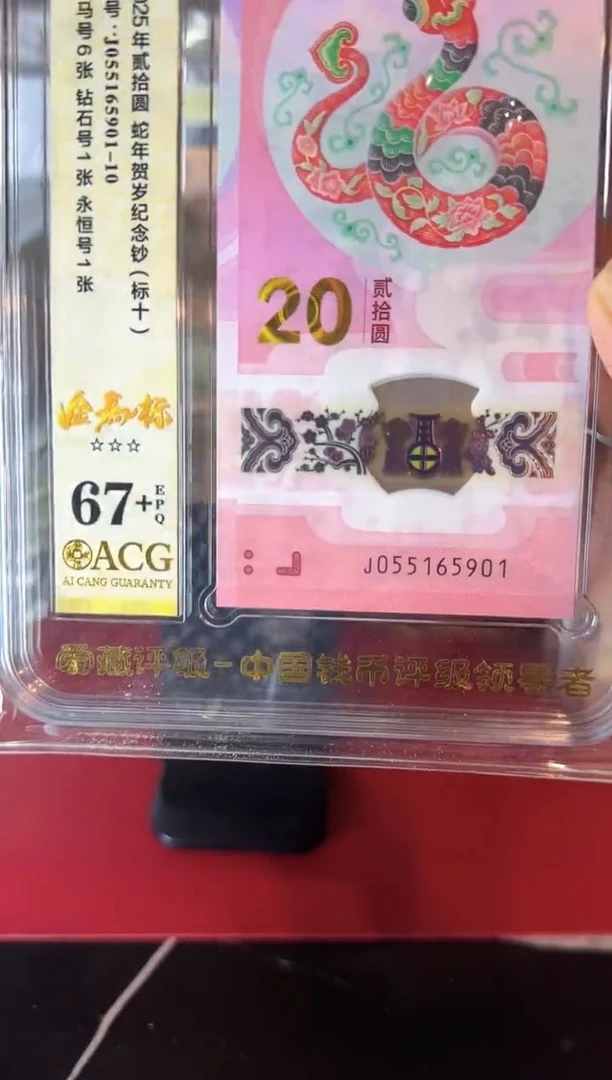 25年贰拾圆 蛇年贺岁纪念钞(标十)
号:J055165901-10
马号6张 钻石号1张 永恒号1张
☆☆☆
67+EPQ
ACG
AI CANG GUARANTY
20
贰拾圆
J055165901
爱藏评级-中国钱币评级领导者